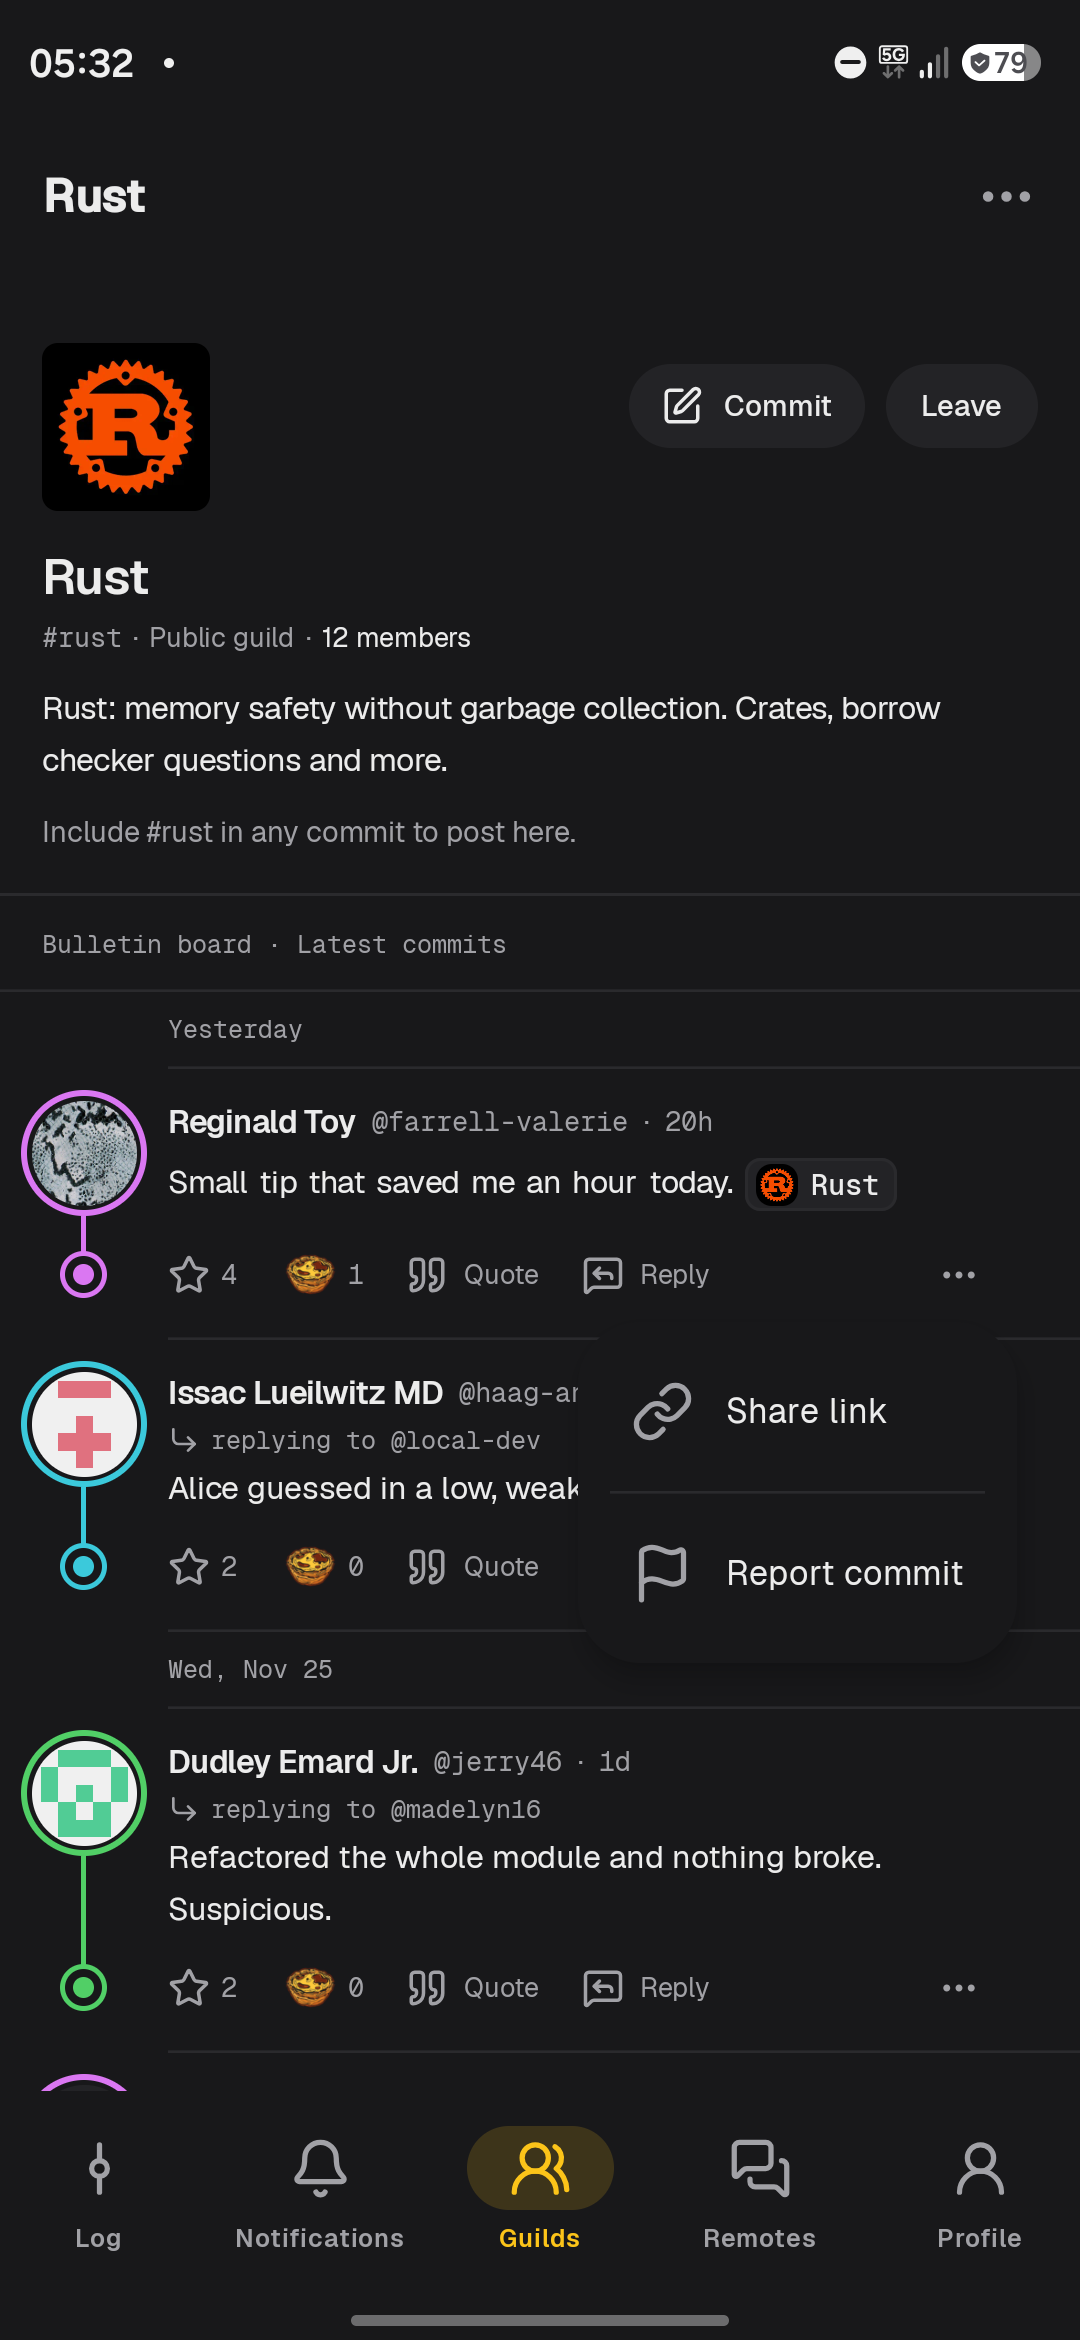 05:32
5G
79
Rust
Commit
Leave
Rust
#rust · Public guild · 12 members
Rust: memory safety without garbage collection. Crates, borrow
checker questions and more.
Include #rust in any commit to post here.
Bulletin board · Latest commits
Yesterday
Reginald Toy @farrell-valerie · 20h
Small tip that saved me an hour today. Rust
4 1 Quote Reply
Issac Lueilwitz MD
replying to @local-dev
Alice guessed in a low, weak
2 0 Quote
Share link
Report commit
Wed, Nov 25
Dudley Emard Jr. @jerry46 · 1d
replying to @madelyn16
Refactored the whole module and nothing broke.
Suspicious.
2 0 Quote Reply
Log
Notifications
Guilds
Remotes
Profile